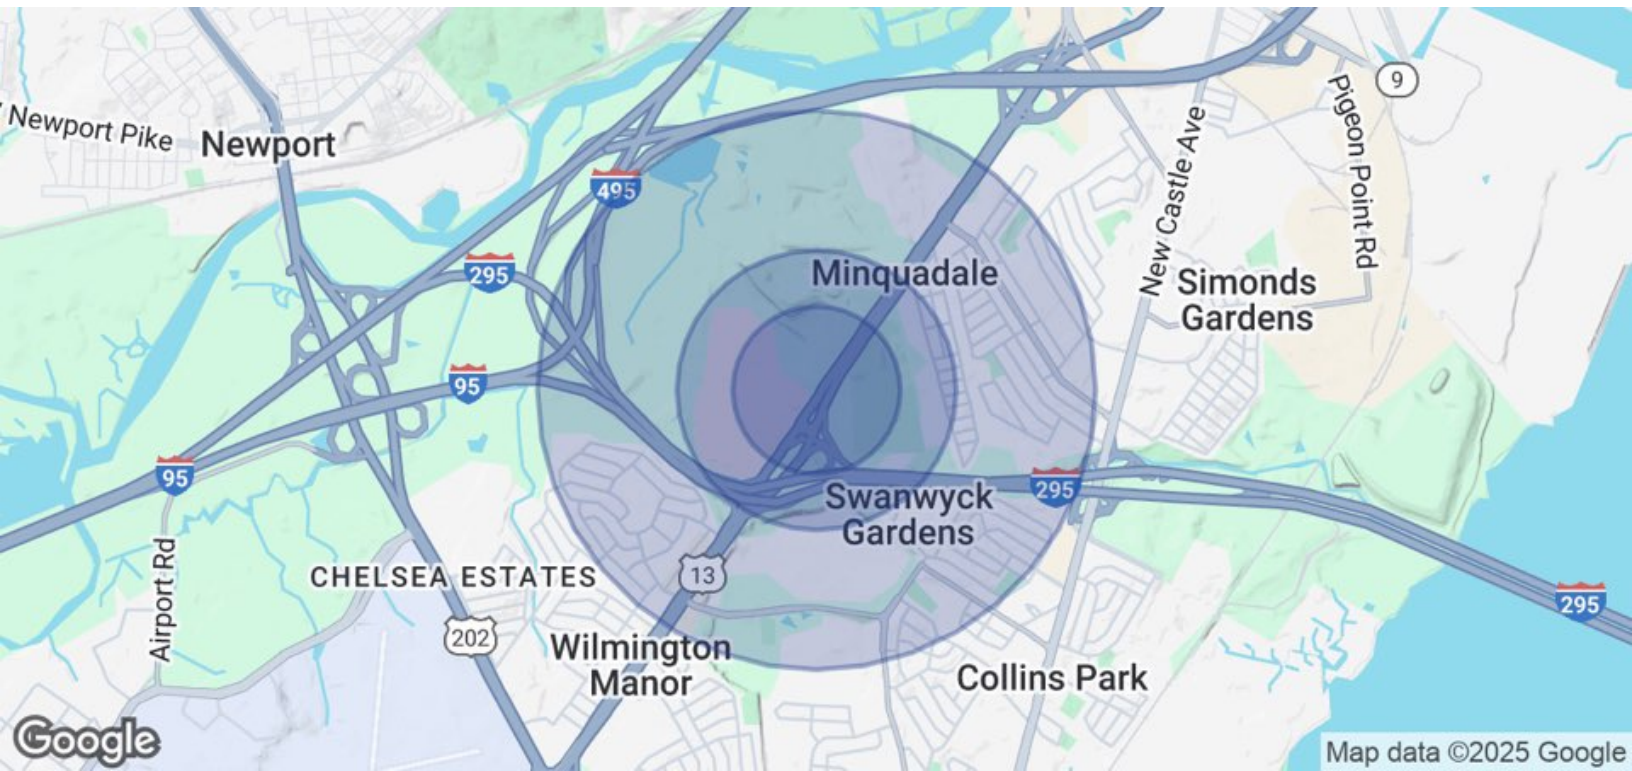 9
Newport Pike
Newport
Pigeon Point Rd
New Castle Ave
495
295
Minquadale
Simonds
Gardens
95
95
295
Swanwyck
Gardens
Airport Rd
CHELSEA ESTATES
13
295
202
Wilmington
Manor
Collins Park
Google
Map data ©2025 Google